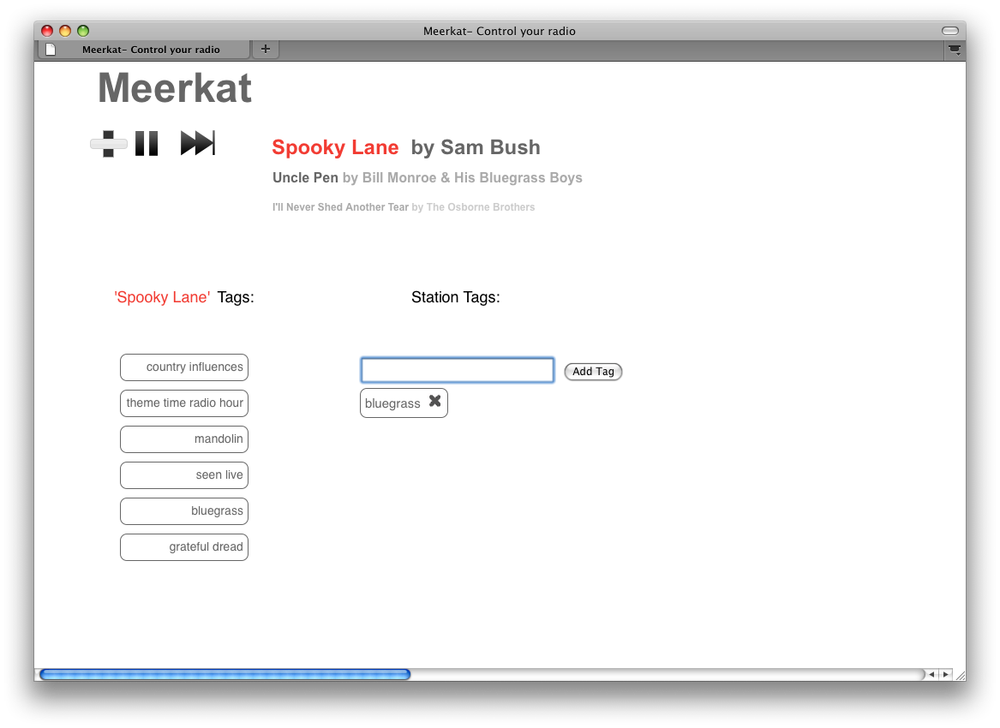 Meerkat- Control your radio
Meerkat- Control your radio
Meerkat
Spooky Lane by Sam Bush
Uncle Pen by Bill Monroe & His Bluegrass Boys
I'll Never Shed Another Tear by The Osborne Brothers
'Spooky Lane' Tags:
Station Tags:
country influences
theme time radio hour
mandolin
seen live
bluegrass
grateful dread
Add Tag
bluegrass